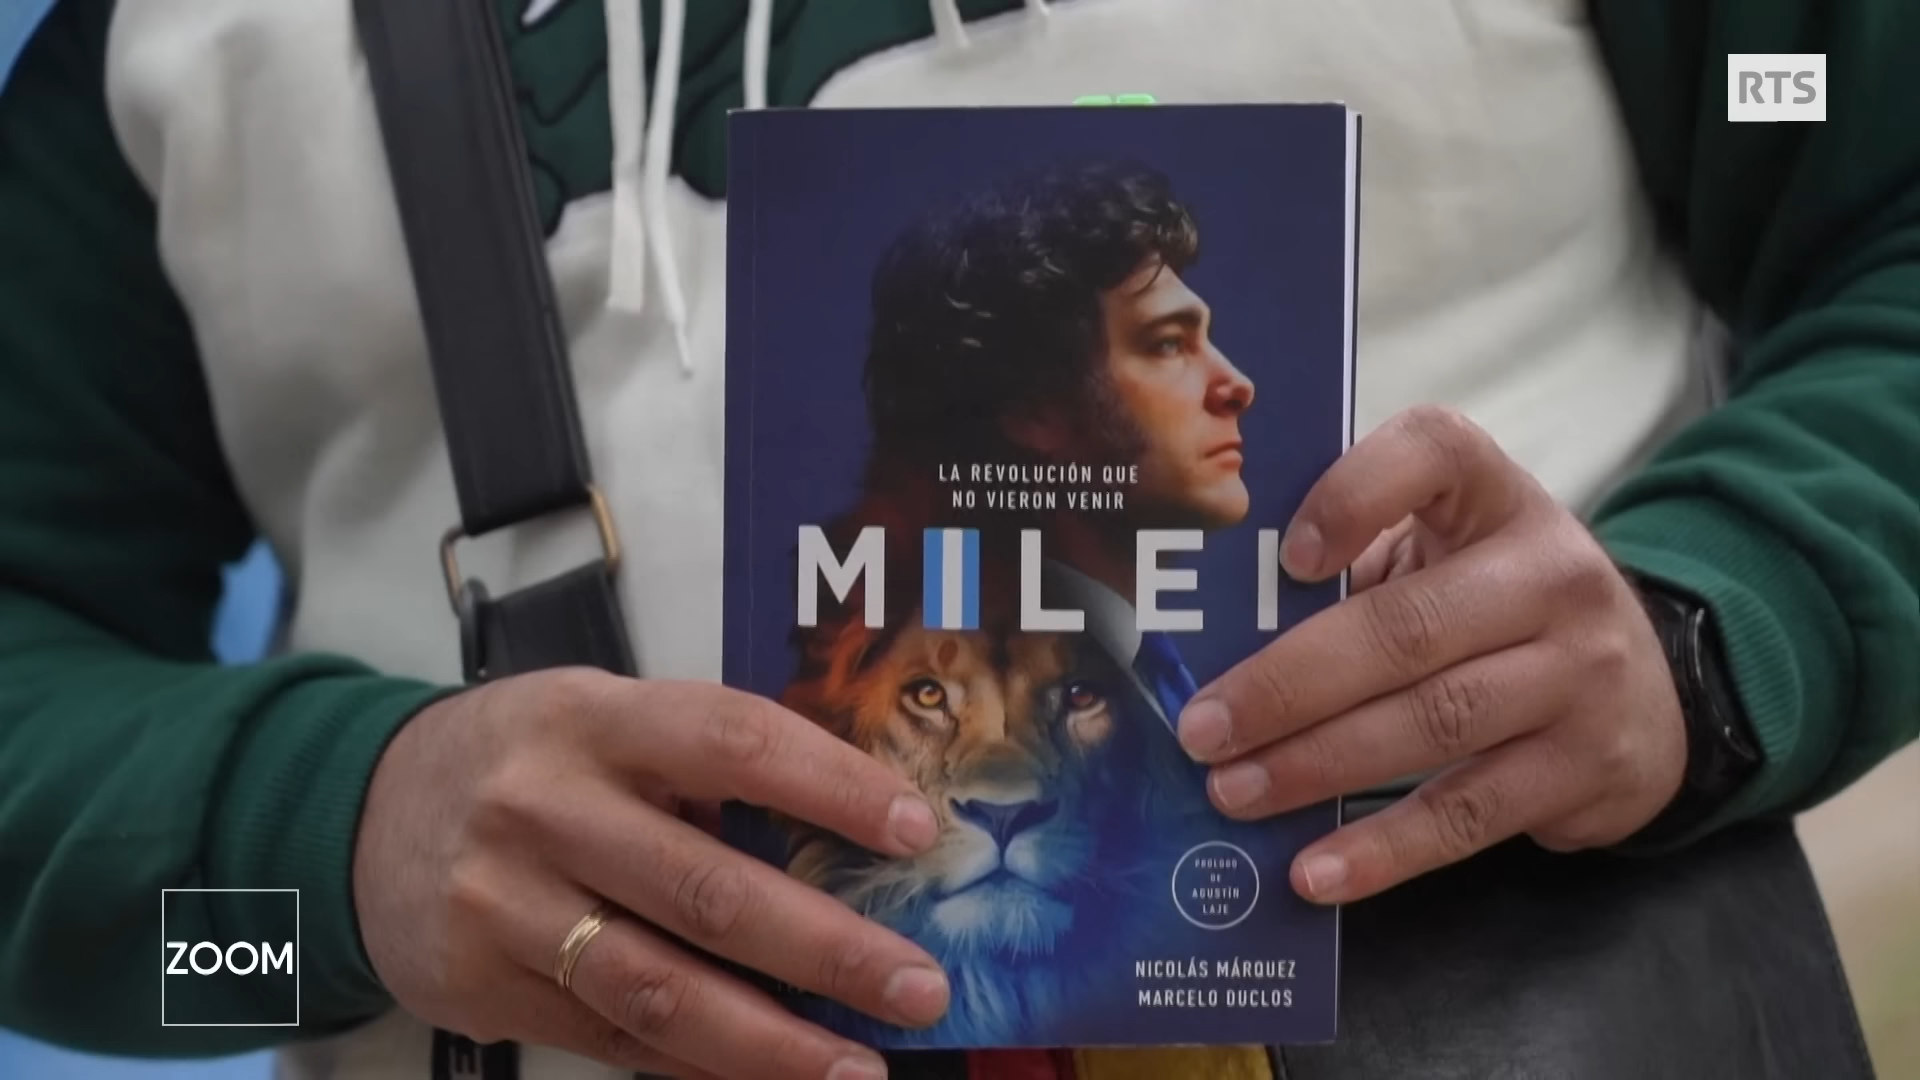 RTS
LA REVOLUCIÓN QUE
NO VIERON VENIR
MILEI
PRÓLOGO
DE
AGUSTÍN
LAJE
NICOLÁS MÁRQUEZ
MARCELO DUCLOS
ZOOM